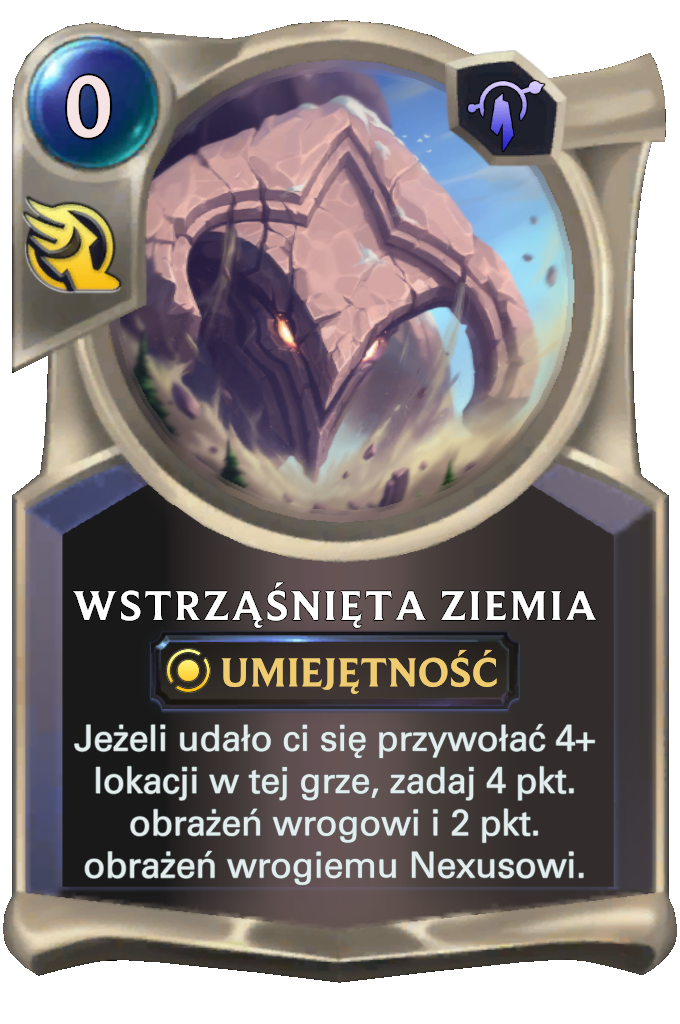 0
WSTRZĄŚNIĘTA ZIEMIA
UMIEJĘTNOŚĆ
Jeżeli udało ci się przywołać 4+
lokacji w tej grze, zadaj 4 pkt.
obrażeń wrogowi i 2 pkt.
obrażeń wrogiemu Nexusowi.